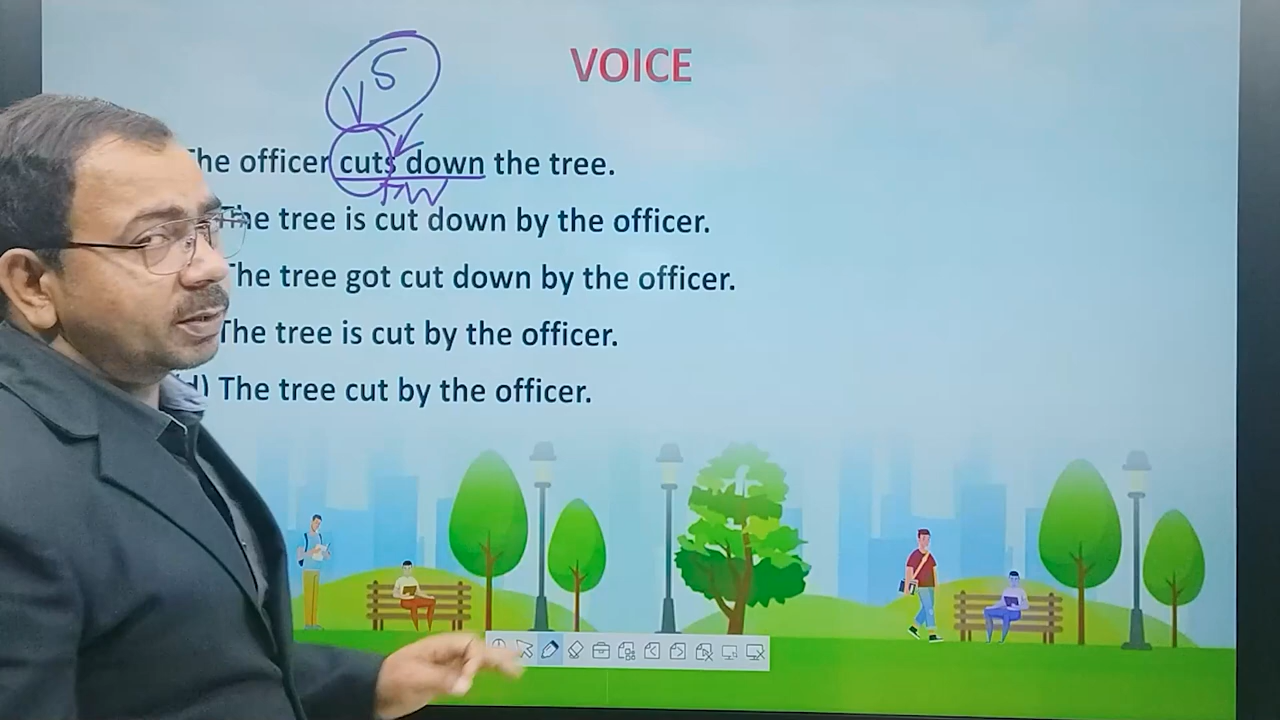 VOICE
V5
The officer cuts down the tree.
The tree is cut down by the officer.
The tree got cut down by the officer.
The tree is cut by the officer.
(d) The tree cut by the officer.